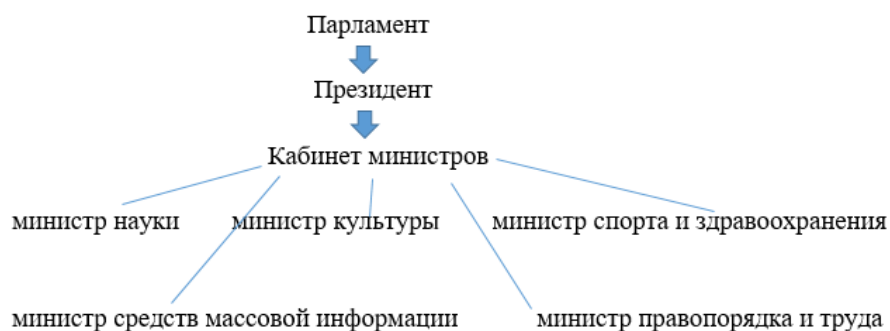 Парламент
Президент
Кабинет министров
министр науки
министр культуры
министр спорта и здравоохранения
министр средств массовой информации
министр правопорядка и труда